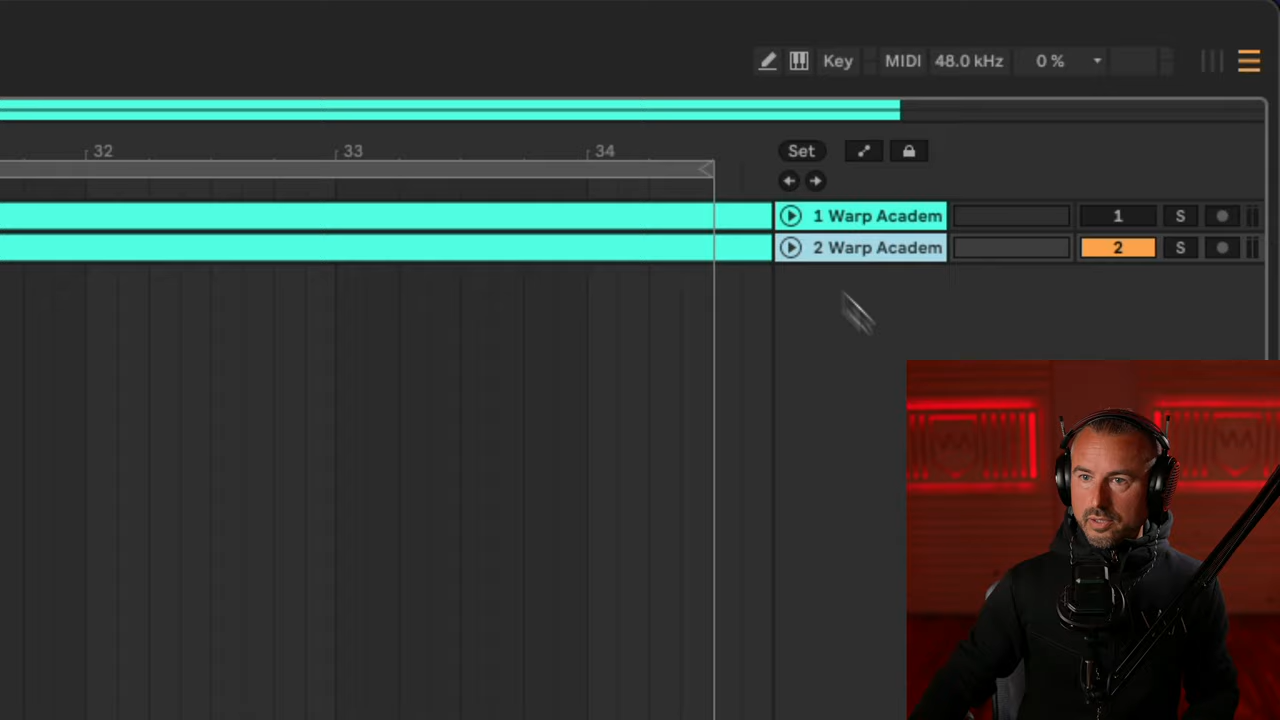 Key MIDI 48.0 kHz 0 %
32 33 34 Set
1 Warp Academ 1 S
2 Warp Academ 2 S